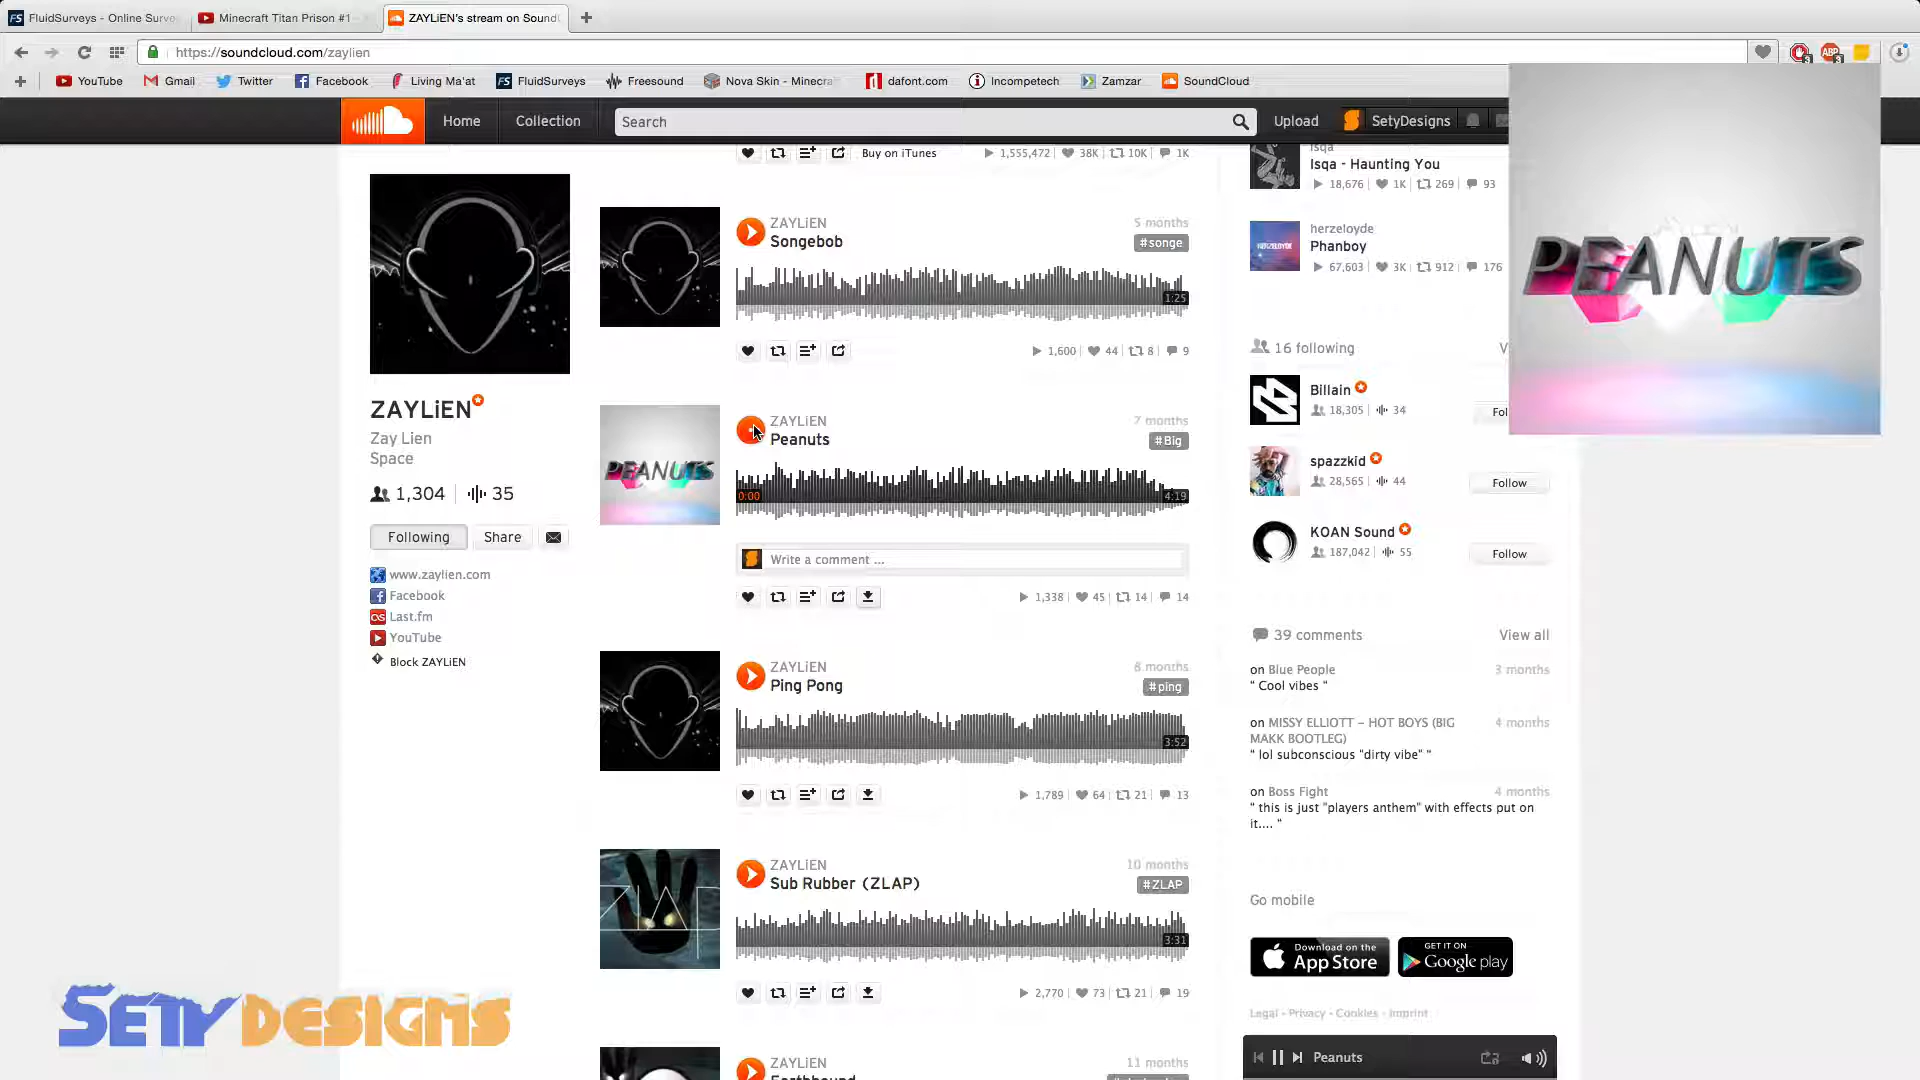 FluidSurveys - Online Surve
Minecraft Titan Prison #1
ZAYLiEN's stream on Sound
https://soundcloud.com/zaylien
YouTube Gmail Twitter Facebook Living Ma'at FluidSurveys Freesound Nova Skin - Minecra dafont.com Incompetech Zamzar SoundCloud
Home Collection Search Upload SetyDesigns
Buy on iTunes 1,555,472 38K 10K 1K
ZAYLiEN 5 months
Songebob #songe
1:25
1,600 44 8 9
ZAYLiEN 7 months
Peanuts #Big
PEANUTS
0:00 4:19
Write a comment ...
1,338 45 14 14
ZAYLiEN 8 months
Ping Pong #ping
3:52
1,789 64 21 13
ZAYLiEN 10 months
Sub Rubber (ZLAP) #ZLAP
3:31
2,770 73 21 19
ZAYLiEN 11 months
ZAYLiEN
Zay Lien
Space
1,304 35
Following Share
www.zaylien.com
Facebook
Last.fm
YouTube
Block ZAYLiEN
Isqa
Isqa - Haunting You
18,676 1K 269 93
herzeloyde
Phanboy
67,603 3K 912 176
16 following V
Billain
18,305 34
Fol
spazzkid
28,565 44
Follow
KOAN Sound
187,042 55
Follow
39 comments View all
on Blue People 3 months
" Cool vibes "
on MISSY ELLIOTT - HOT BOYS (BIG 4 months
MAKK BOOTLEG)
" lol subconscious "dirty vibe" "
on Boss Fight 4 months
" this is just "players anthem" with effects put on
it.... "
Go mobile
Download on the
App Store
GET IT ON
Google play
Legal - Privacy - Cookies - Imprint
Peanuts
PEANUTS
SETYDESIGNS